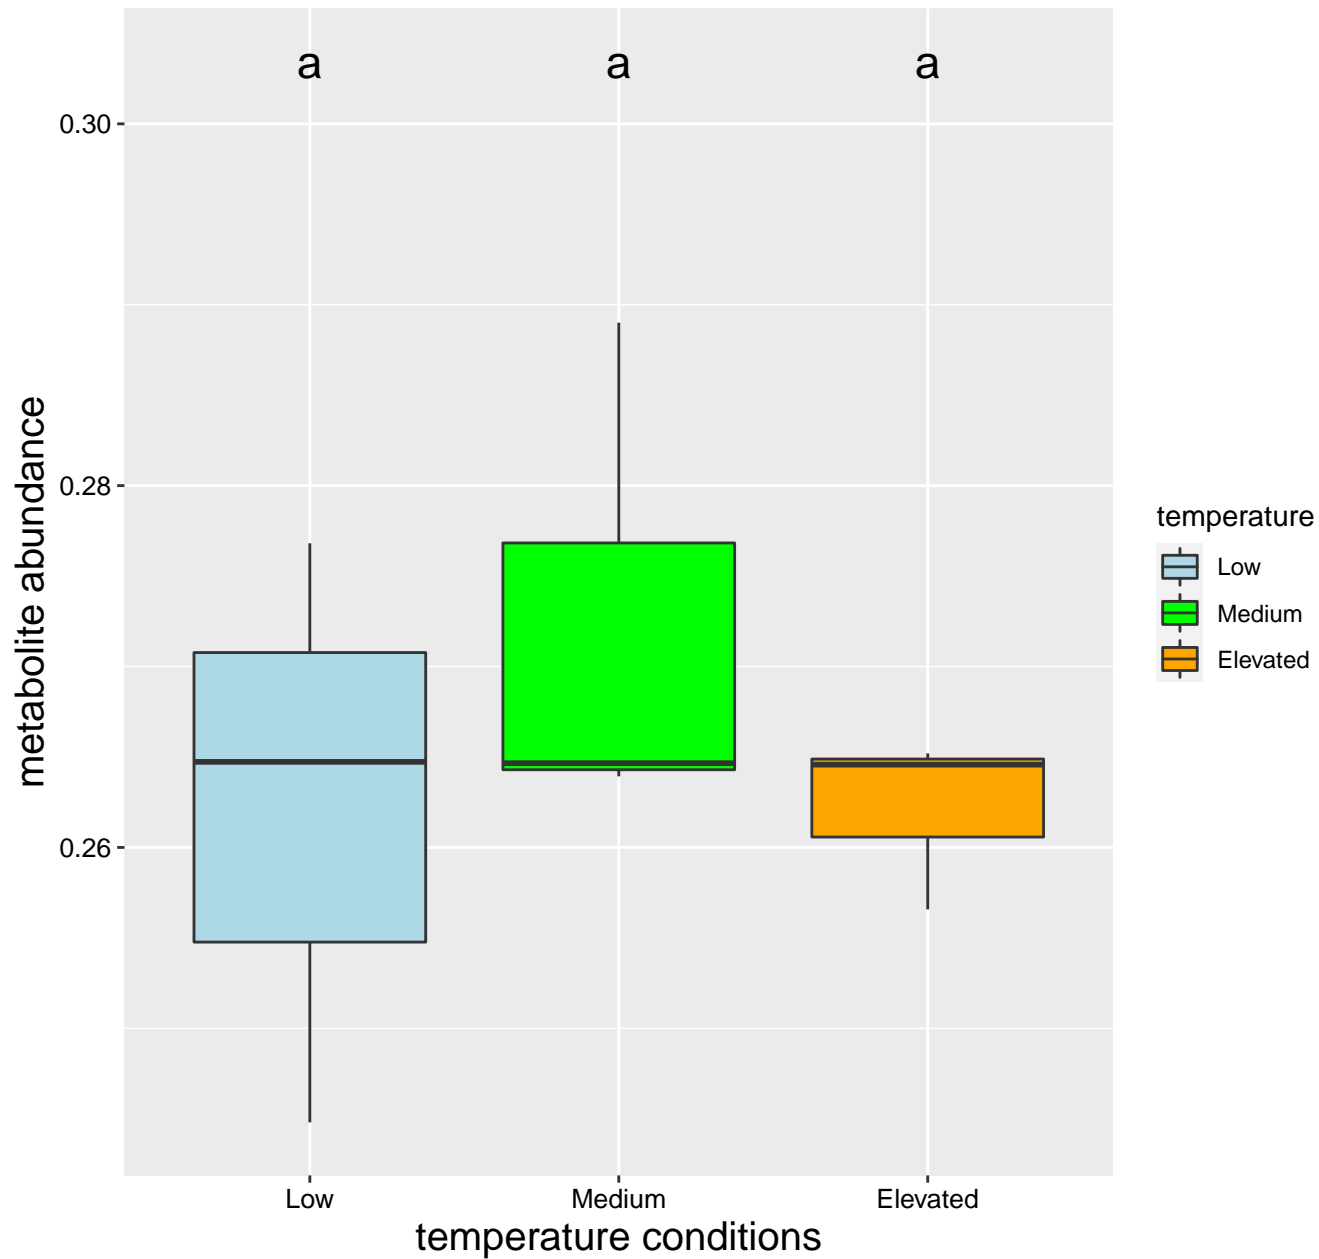 a a a
0.30
0.28
0.26
metabolite abundance
Low Medium Elevated
temperature conditions
temperature
Low
Medium
Elevated